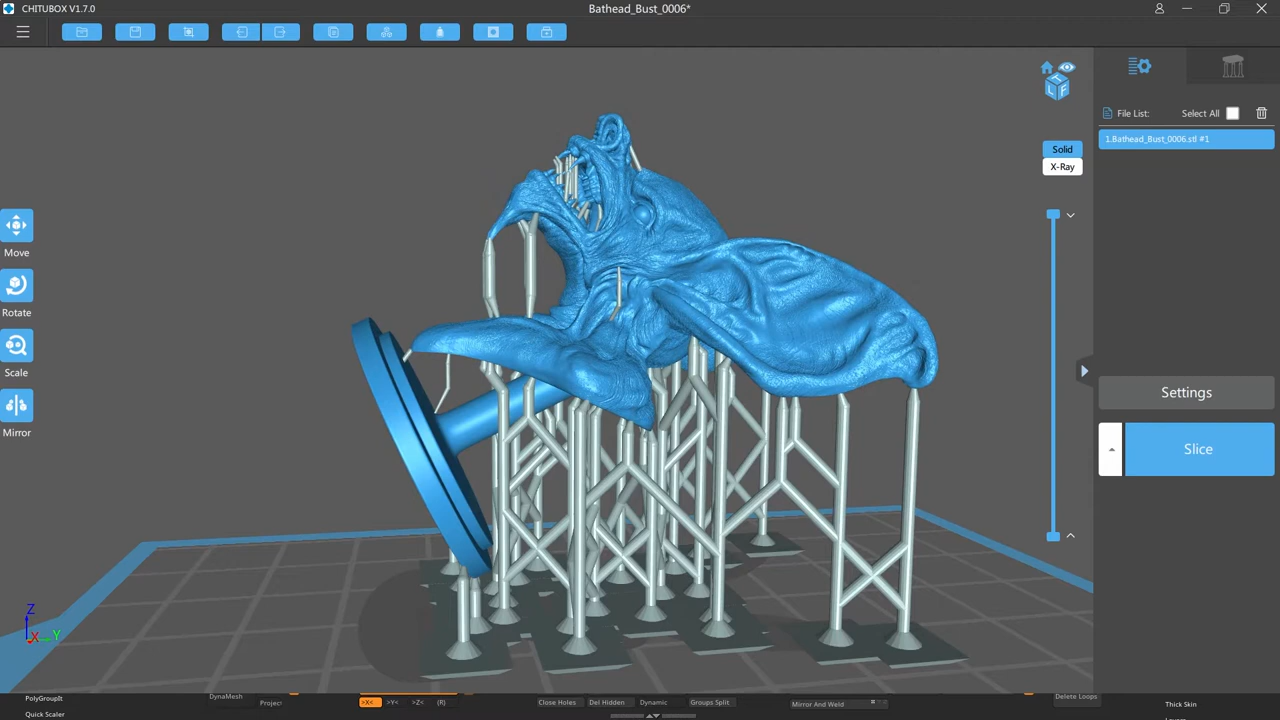 CHITUBOX V1.7.0
Bathead_Bust_0006*
File List:
Select All
1.Bathead_Bust_0006.stl #1
T
L F
Solid
X-Ray
Move
Rotate
Scale
Mirror
Settings
Slice
Z
X Y
PolyGroupIt
Quick Scaler
DynaMesh
Project
>X<
>Y<
>Z<
(R)
Close Holes
Del Hidden
Dynamic
Groups Split
Mirror And Weld
Delete Loops
Thick Skin